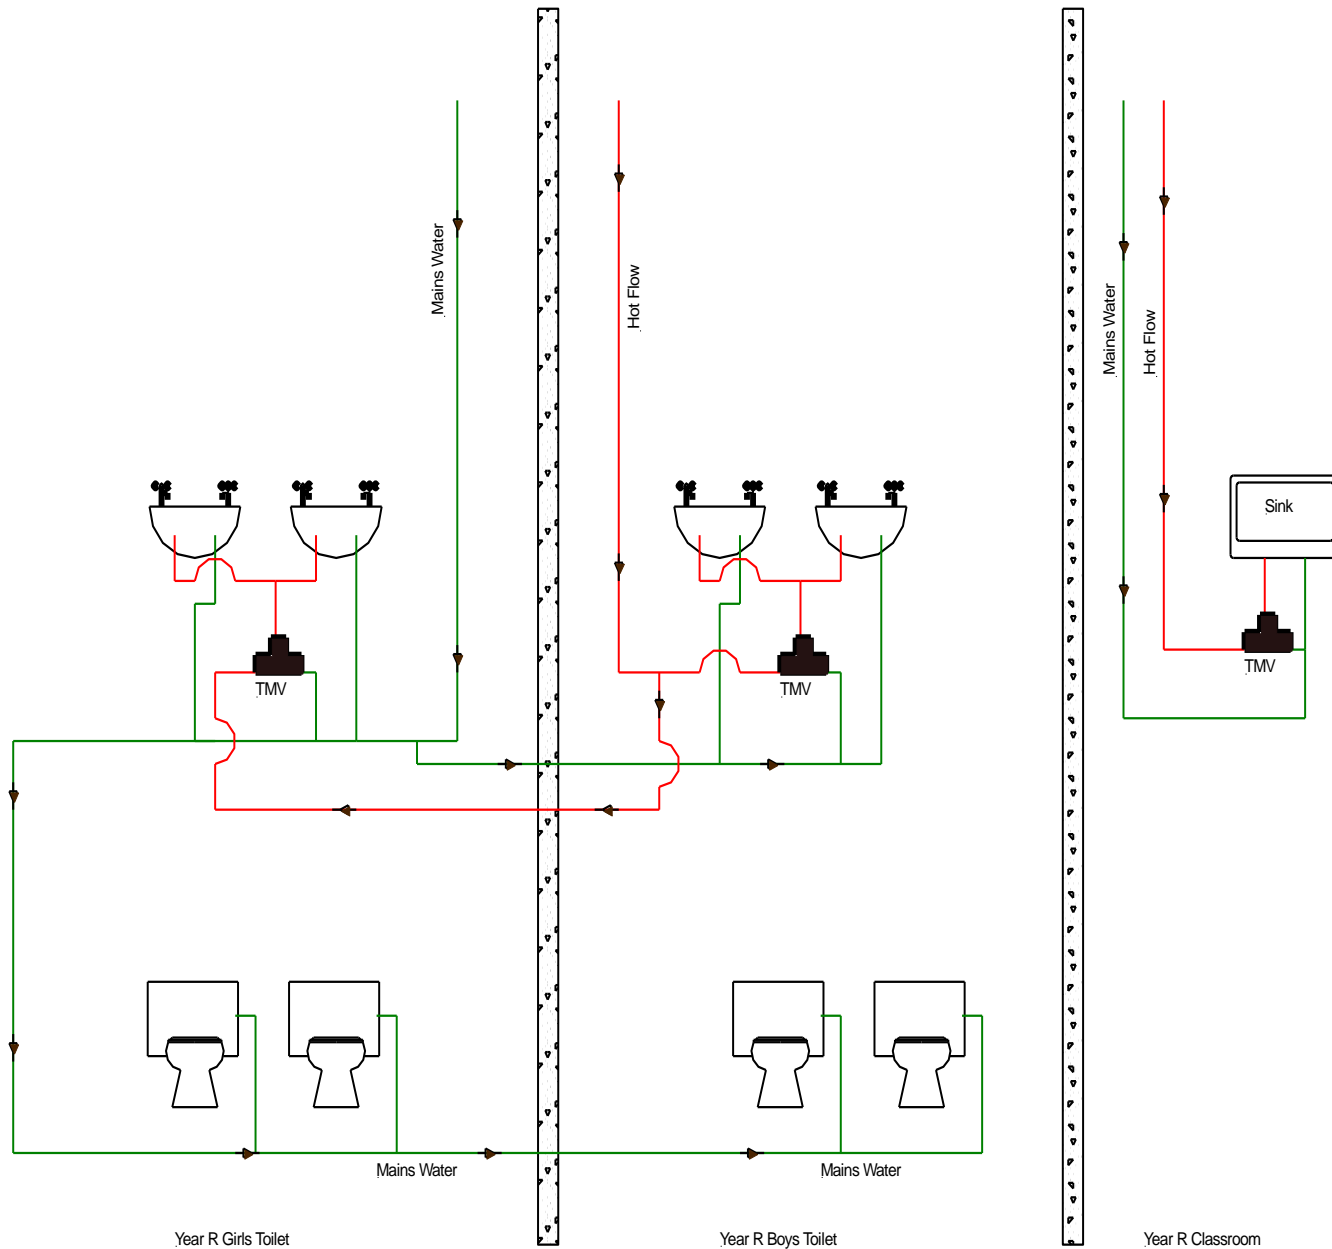 Mains Water
Hot Flow
Mains Water
Hot Flow
Sink
TMV
TMV
TMV
Mains Water
Mains Water
Year R Girls Toilet
Year R Boys Toilet
Year R Classroom